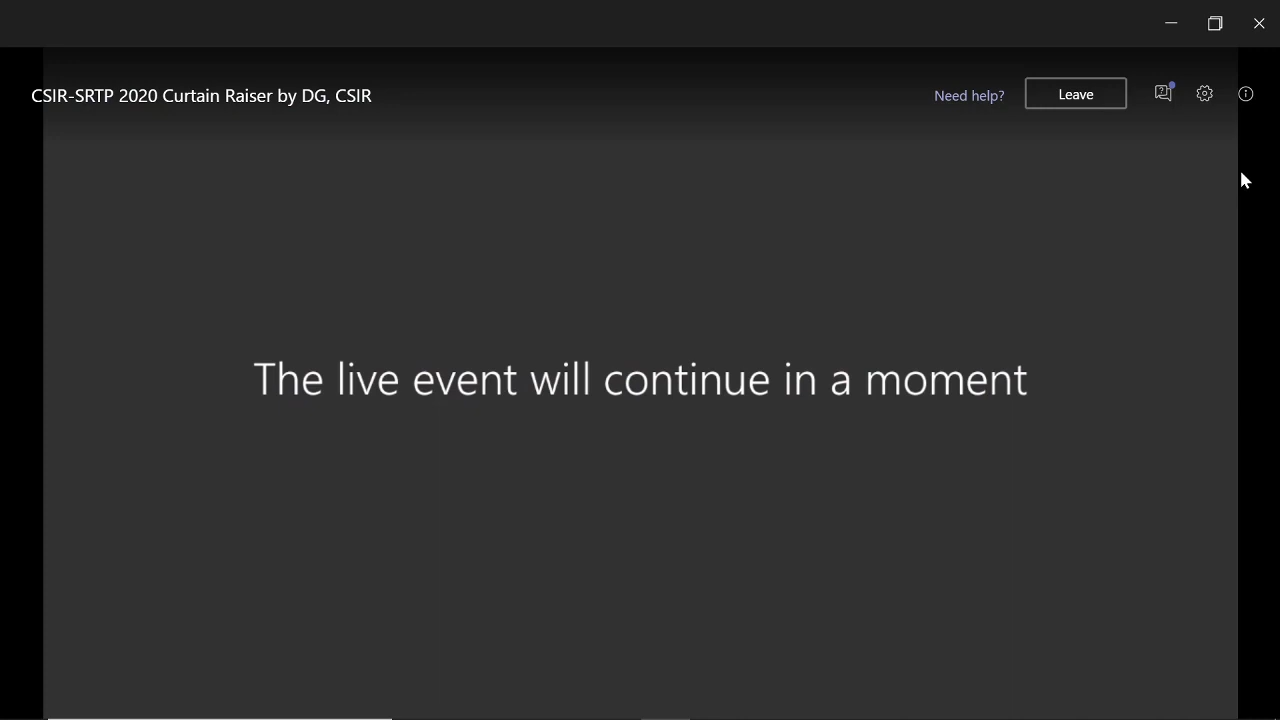 CSIR-SRTP 2020 Curtain Raiser by DG, CSIR
Need help?
Leave
The live event will continue in a moment